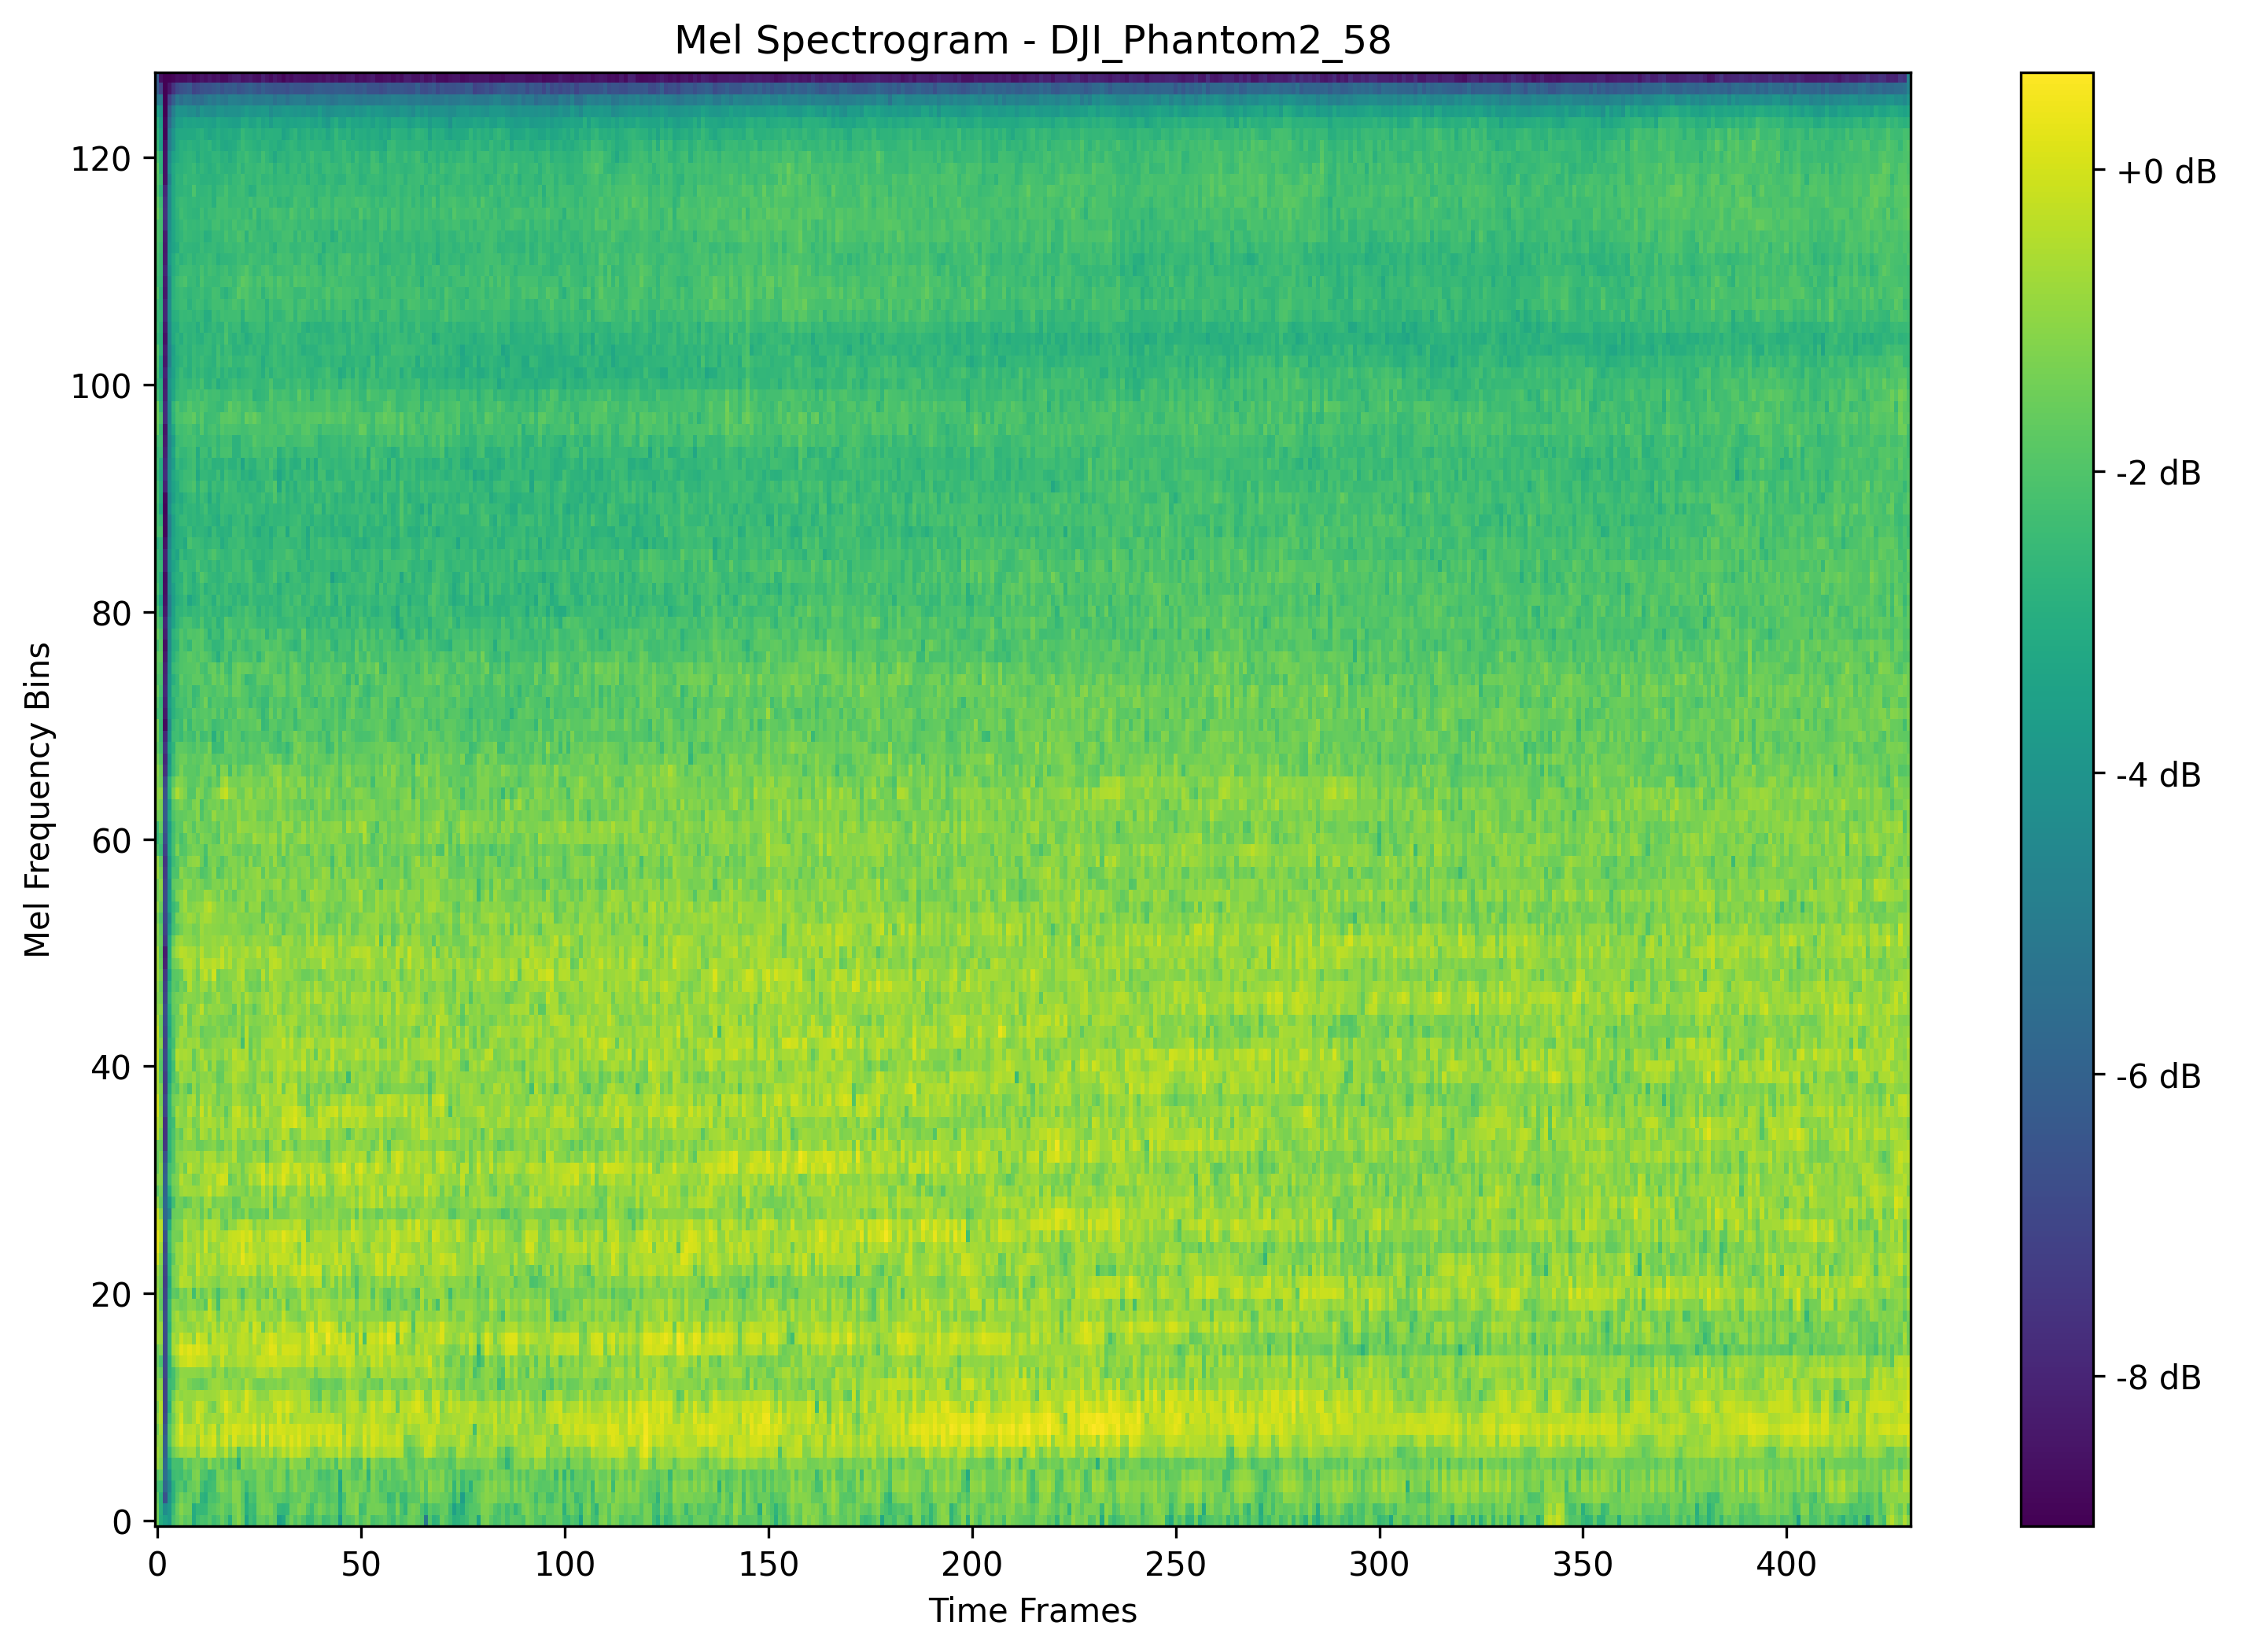 Mel Spectrogram - DJI_Phantom2_58
Mel Frequency Bins
120
100
80
60
40
20
0
0 50 100 150 200 250 300 350 400
Time Frames
+0 dB
-2 dB
-4 dB
-6 dB
-8 dB